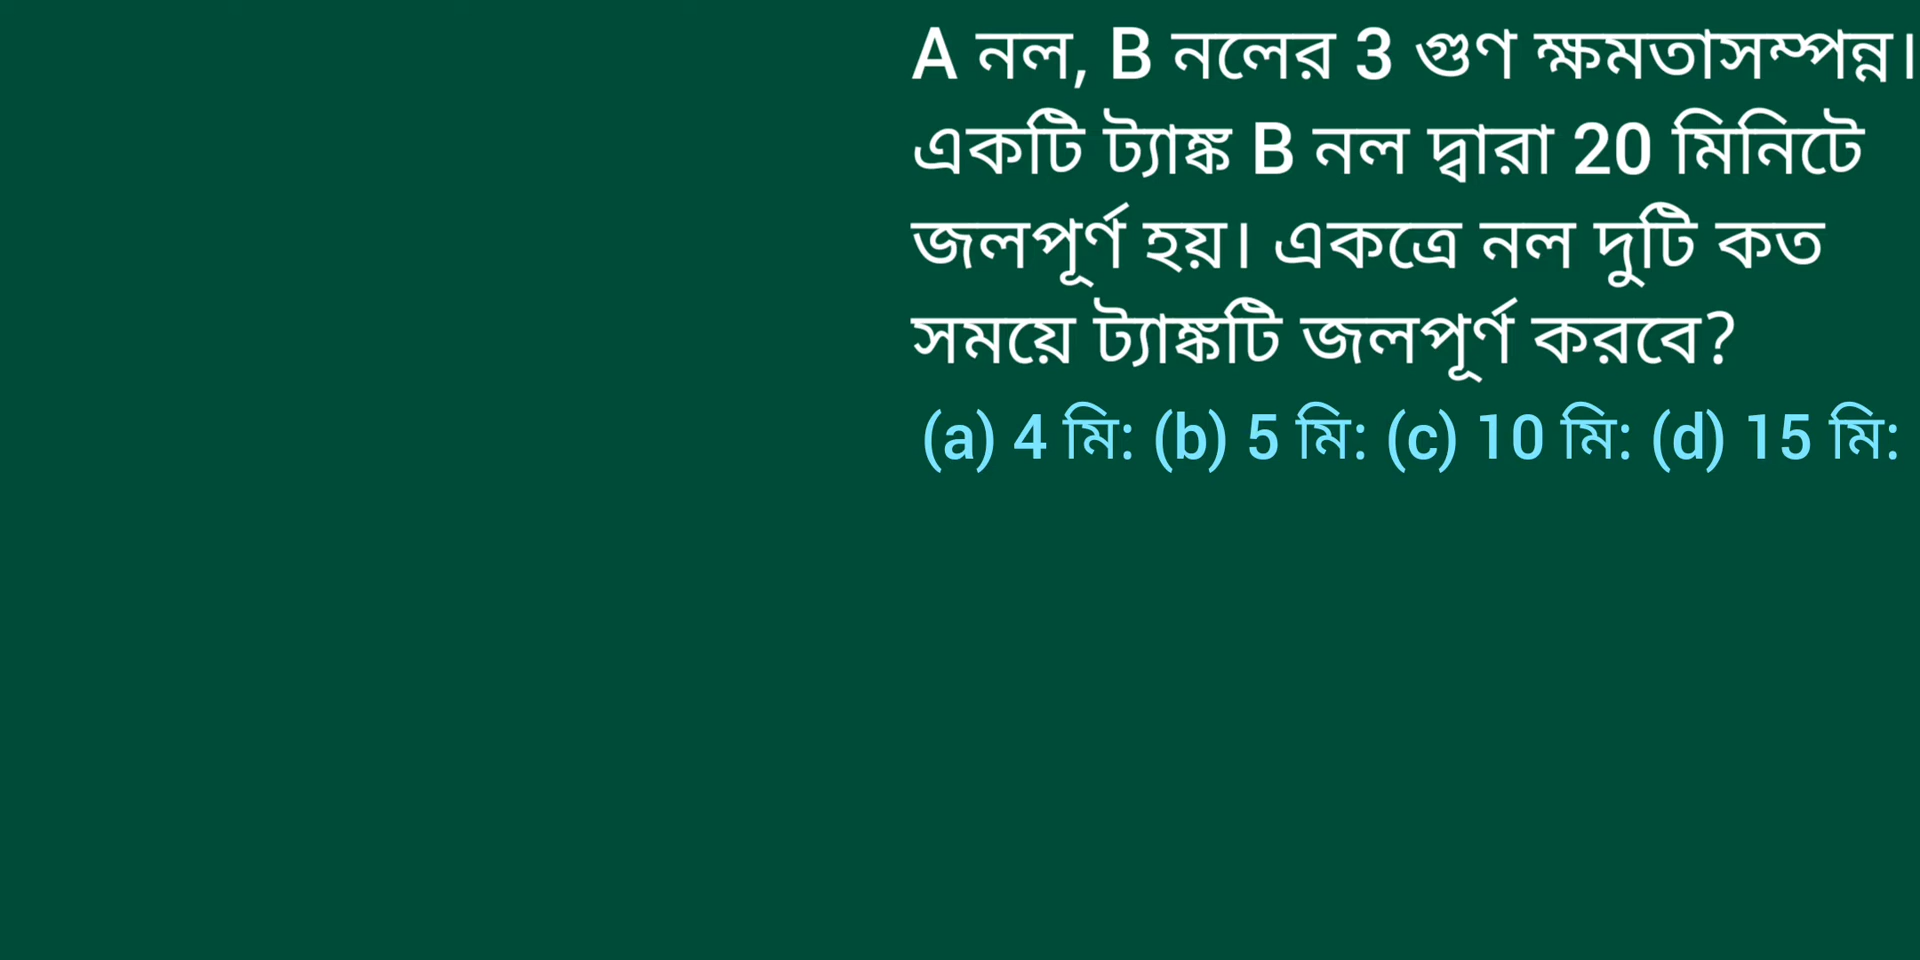 A নল, B নলের 3 গুণ ক্ষমতাসম্পন্ন।
একটি ট্যাঙ্ক B নল দ্বারা 20 মিনিটে
জলপূর্ণ হয়। একত্রে নল দুটি কত
সময়ে ট্যাঙ্কটি জলপূর্ণ করবে?
(a) 4 মি: (b) 5 মি: (c) 10 মি: (d) 15 মি: